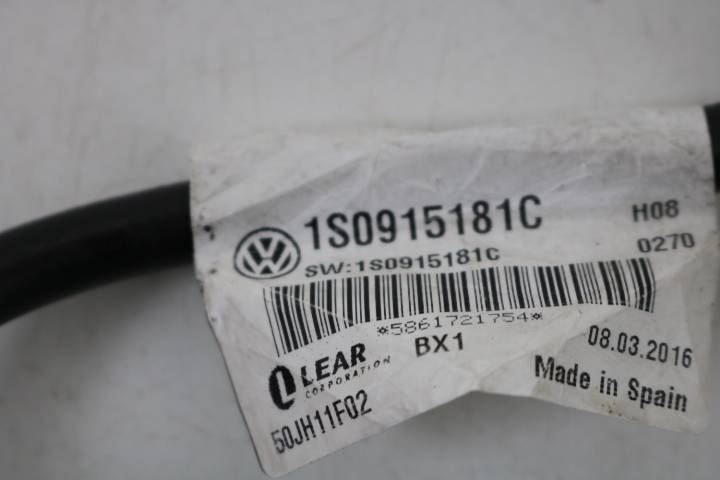 1S0915181C
H08
SW:1S0915181C
0270
*5861721754*
BX1
08.03.2016
LEAR
CORPORATION
Made in Spain
50JH11F02